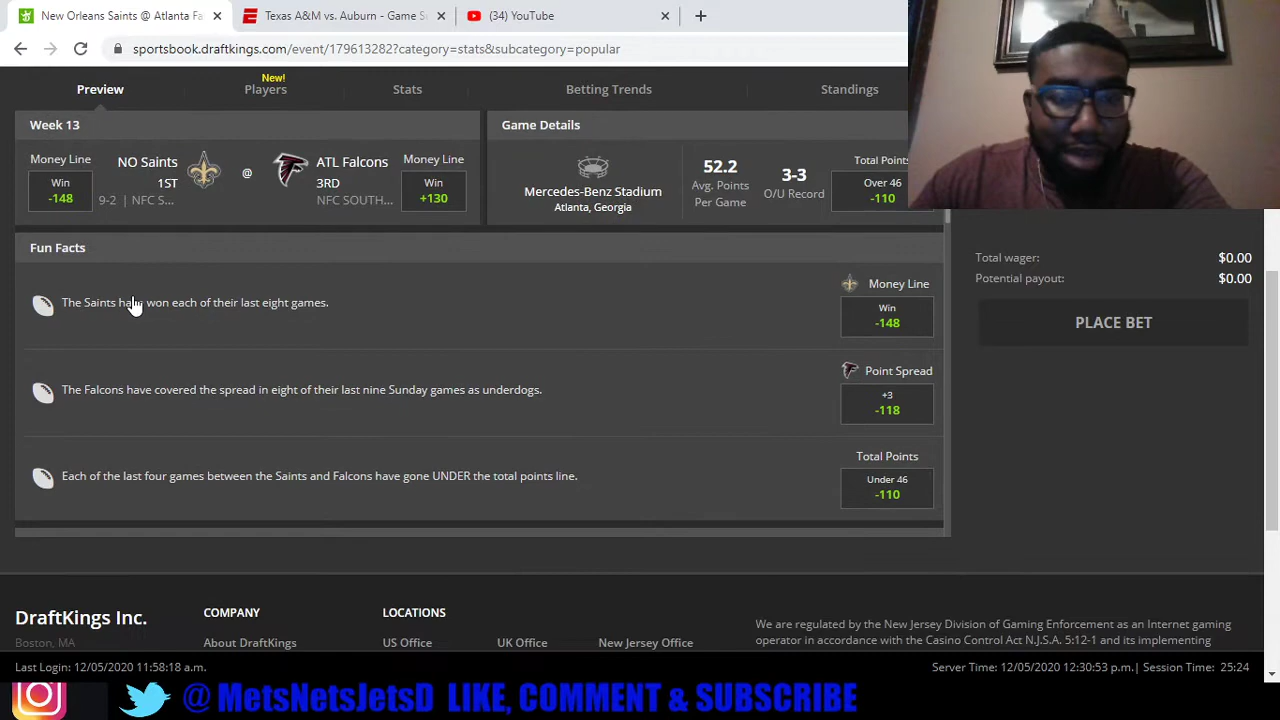 New Orleans Saints @ Atlanta Fa
Texas A&M vs. Auburn - Game S
(34) YouTube
sportsbook.draftkings.com/event/179613282?category=stats&subcategory=popular
New!
Preview
Players
Stats
Betting Trends
Standings
Week 13
Game Details
Money Line
Win
-148
NO Saints
1ST
9-2 | NFC S...
@
ATL Falcons
3RD
NFC SOUTH...
Money Line
Win
+130
Mercedes-Benz Stadium
Atlanta, Georgia
52.2
Avg. Points
Per Game
3-3
O/U Record
Total Points
Over 46
-110
Fun Facts
The Saints have won each of their last eight games.
Money Line
Win
-148
The Falcons have covered the spread in eight of their last nine Sunday games as underdogs.
Point Spread
+3
-118
Each of the last four games between the Saints and Falcons have gone UNDER the total points line.
Total Points
Under 46
-110
Total wager: $0.00
Potential payout: $0.00
PLACE BET
DraftKings Inc.
Boston, MA
COMPANY
About DraftKings
LOCATIONS
US Office
UK Office
New Jersey Office
We are regulated by the New Jersey Division of Gaming Enforcement as an Internet gaming
operator in accordance with the Casino Control Act N.J.S.A. 5:12-1 and its implementing
Last Login: 12/05/2020 11:58:18 a.m.
Server Time: 12/05/2020 12:30:53 p.m.| Session Time: 25:24
@ MetsNetsJetsD LIKE, COMMENT & SUBSCRIBE